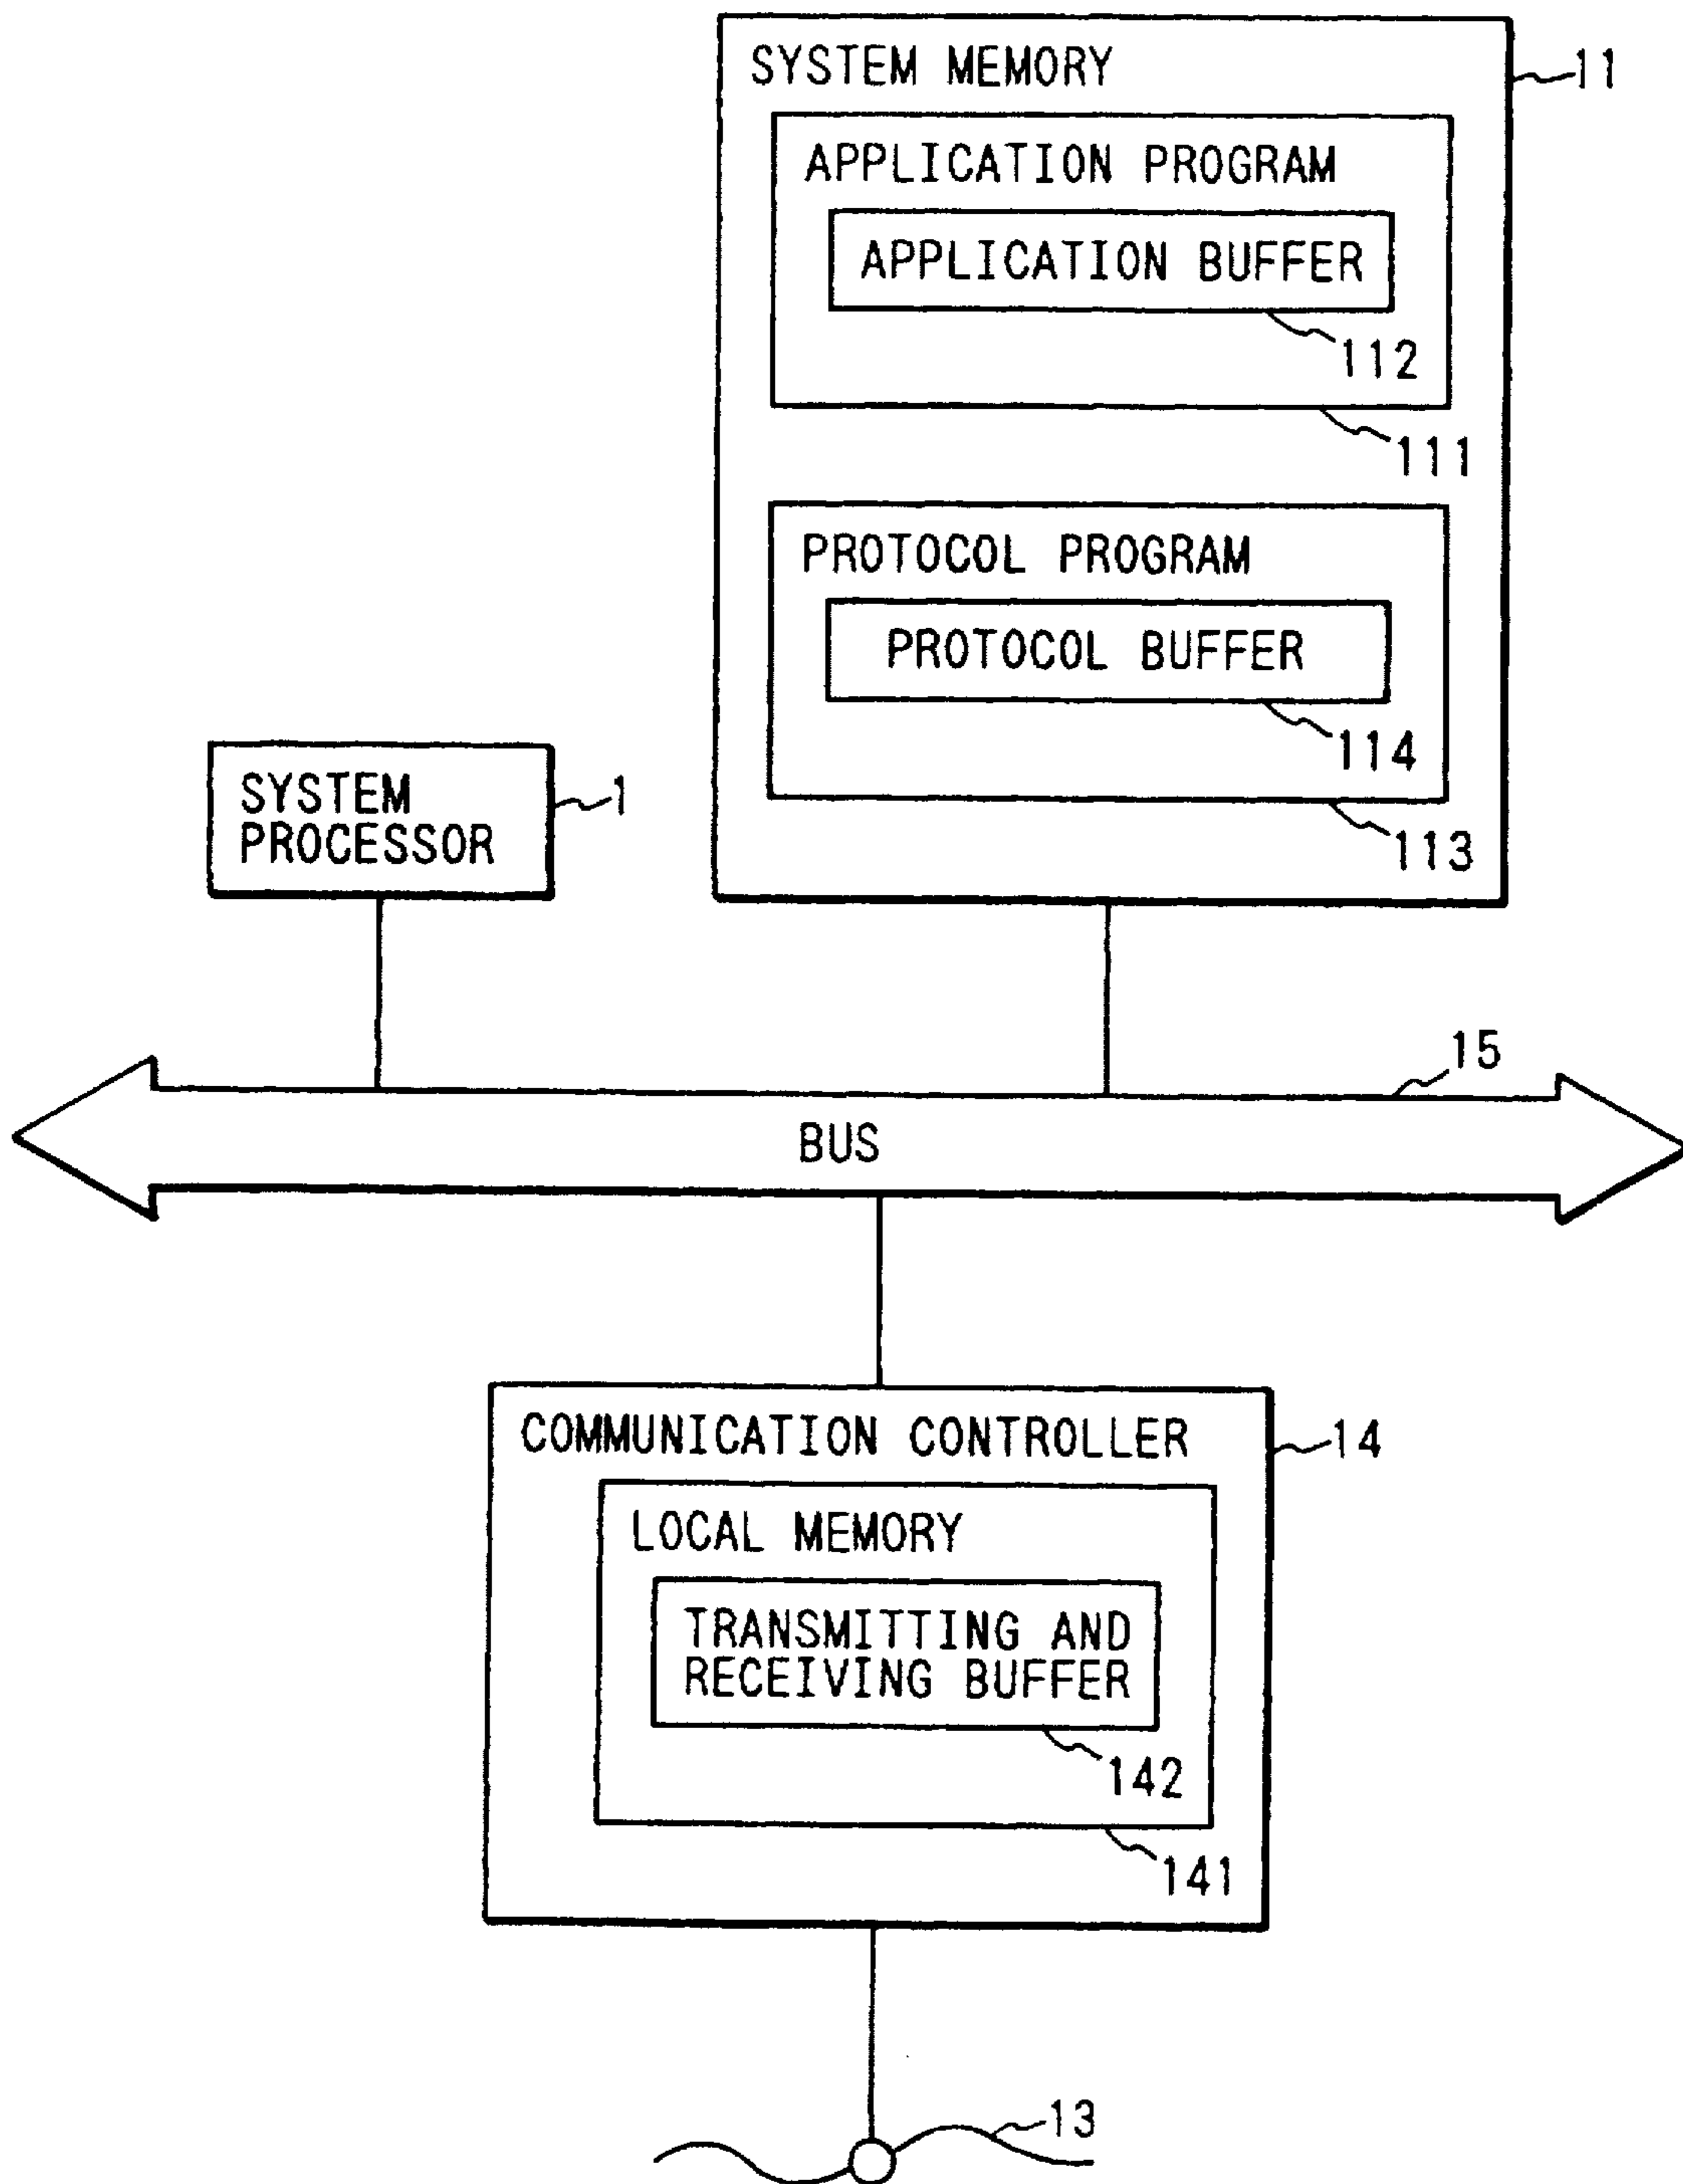 SYSTEM MEMORY
11
APPLICATION PROGRAM
APPLICATION BUFFER
112
111
PROTOCOL PROGRAM
PROTOCOL BUFFER
114
113
SYSTEM
PROCESSOR
1
15
BUS
COMMUNICATION CONTROLLER
14
LOCAL MEMORY
TRANSMITTING AND
RECEIVING BUFFER
142
141
13